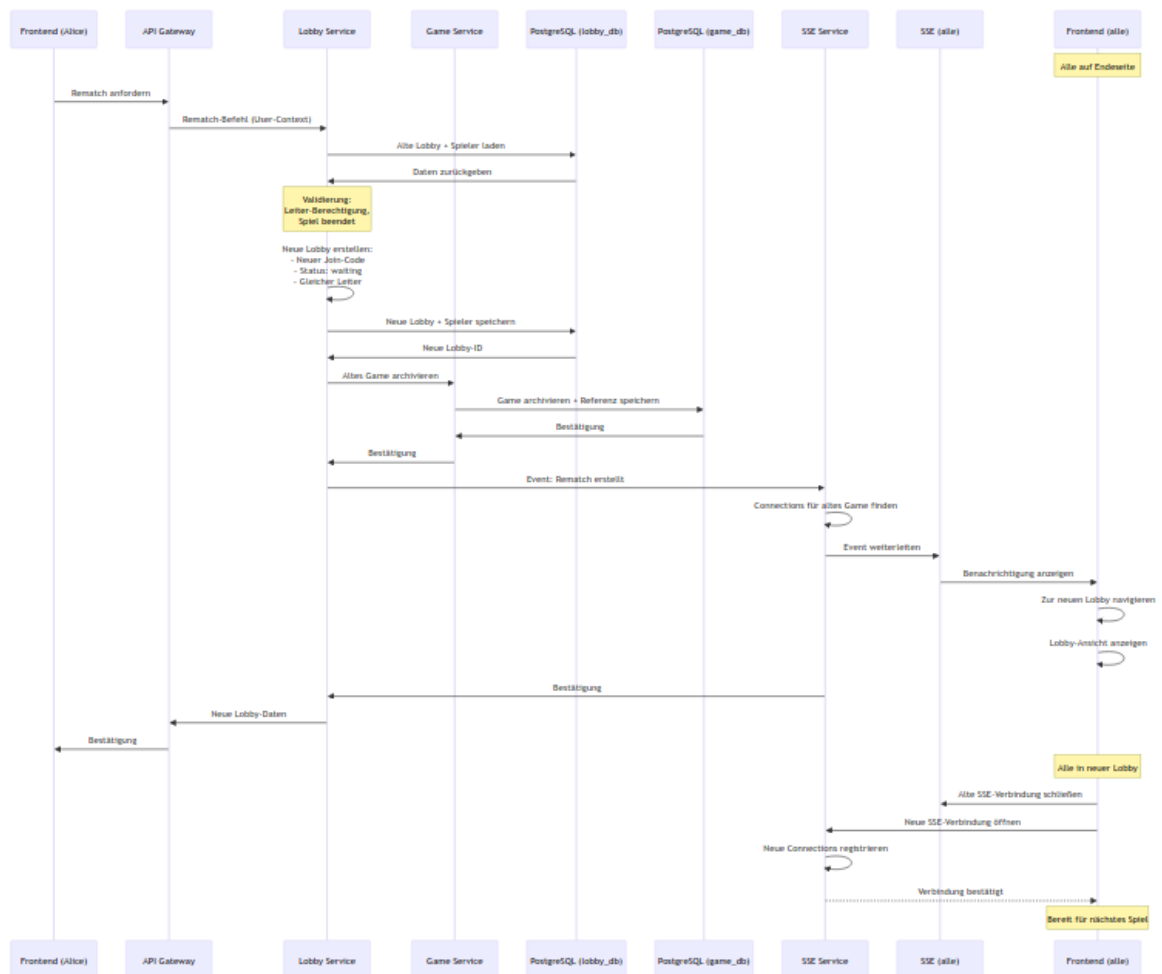 Frontend (Alice)
API Gateway
Lobby Service
Game Service
PostgreSQL (lobby_db)
PostgreSQL (game_db)
SSE Service
SSE (alle)
Frontend (alle)
Alle auf Endeseite
Rematch anfordern
Rematch-Befehl (User-Context)
Alte Lobby + Spieler laden
Daten zurückgeben
Validierung:
Leiter-Berechtigung,
Spiel beendet
Neue Lobby erstellen:
- Neuer Join-Code
- Status: waiting
- Gleicher Leiter
Neue Lobby + Spieler speichern
Neue Lobby-ID
Altes Game archivieren
Game archivieren + Referenz speichern
Bestätigung
Bestätigung
Event: Rematch erstellt
Connections für altes Game finden
Event weiterleiten
Benachrichtigung anzeigen
Zur neuen Lobby navigieren
Lobby-Ansicht anzeigen
Bestätigung
Neue Lobby-Daten
Bestätigung
Alle in neuer Lobby
Alte SSE-Verbindung schließen
Neue SSE-Verbindung öffnen
Neue Connections registrieren
Verbindung bestätigt
Bereit für nächstes Spiel
Frontend (Alice)
API Gateway
Lobby Service
Game Service
PostgreSQL (lobby_db)
PostgreSQL (game_db)
SSE Service
SSE (alle)
Frontend (alle)